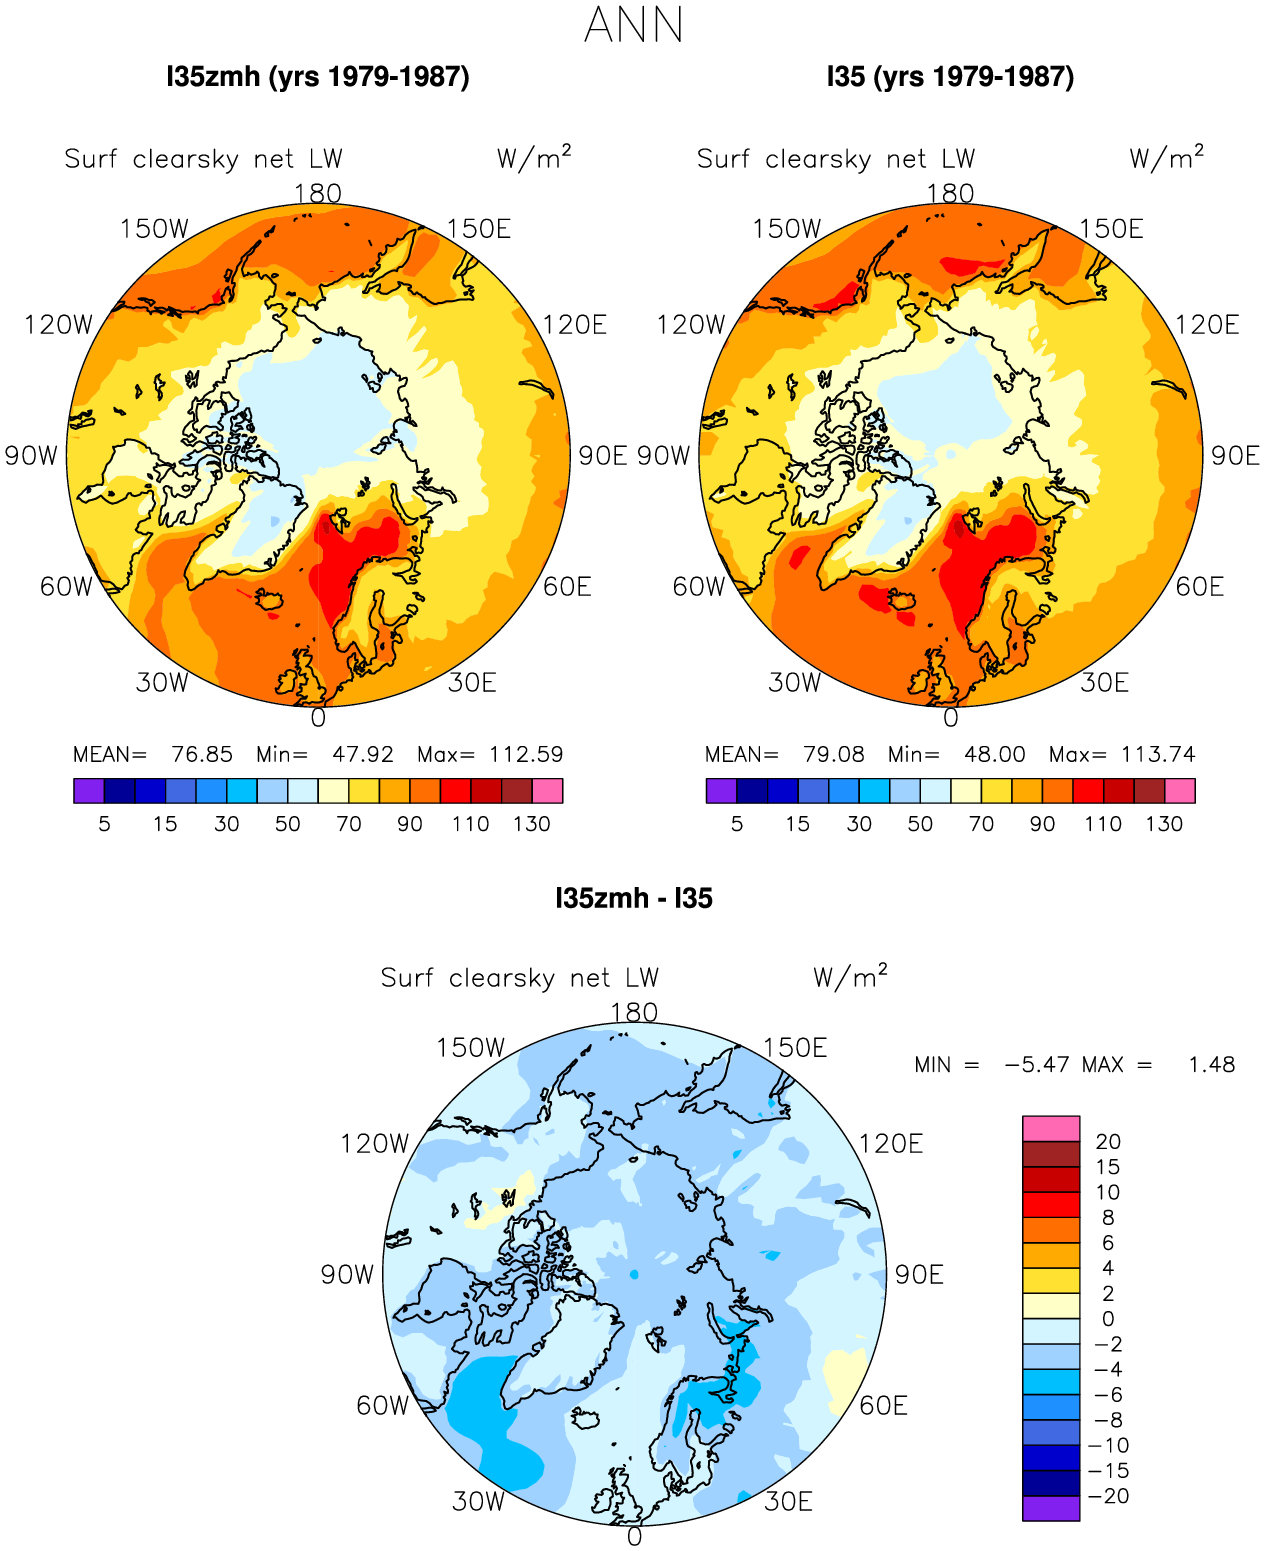 ANN
I35zmh (yrs 1979-1987)
I35 (yrs 1979-1987)
Surf clearsky net LW W/m²
180
150W 150E
120W 120E
90W 90E
60W 60E
30W 30E
0
MEAN= 76.85 Min= 47.92 Max= 112.59
5 15 30 50 70 90 110 130
Surf clearsky net LW W/m²
180
150W 150E
120W 120E
90W 90E
60W 60E
30W 30E
0
MEAN= 79.08 Min= 48.00 Max= 113.74
5 15 30 50 70 90 110 130
I35zmh - I35
Surf clearsky net LW W/m²
180
150W 150E
120W 120E
90W 90E
60W 60E
30W 30E
0
MIN = −5.47 MAX = 1.48
20
15
10
8
6
4
2
0
−2
−4
−6
−8
−10
−15
−20